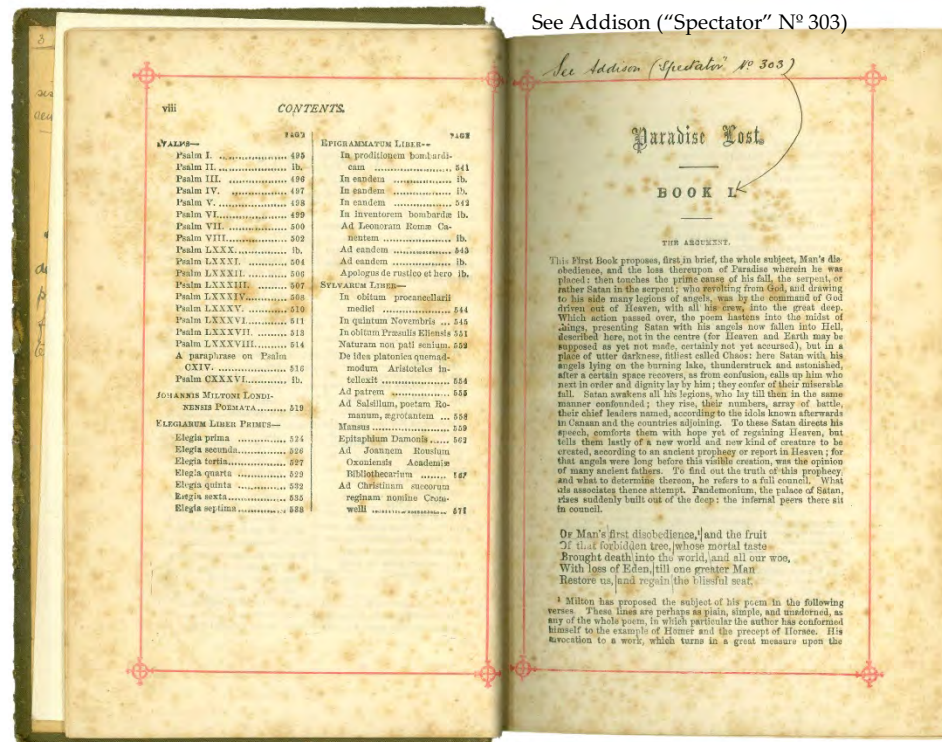 See Addison (“Spectator” Nº 303)
See Addison (“Spectator” Nº 303)
viii CONTENTS.
PAGE
Psalm I. .................... 495
Psalm II. ................... ib.
Psalm III. .................. 496
Psalm IV. .................. 497
Psalm V. ................... 498
Psalm VI................... 499
Psalm VII. ................. 500
Psalm VIII................. 502
Psalm LXXX.............. ib.
Psalm LXXXI. ........... 504
Psalm LXXXII. .......... 506
Psalm LXXXIII. ......... 507
Psalm LXXXIV.......... 508
Psalm LXXXV. .......... 510
Psalm LXXXVI.......... 511
Psalm LXXXVII. ........ 513
Psalm LXXXVIII. ....... 514
A paraphrase on Psalm
CXIV. ..................... 516
Psalm CXXXVI........... ib.
JOHANNIS MILTONI LONDI-
NENSIS POEMATA........ 519
ELEGIARUM LIBER PRIMUS—
Elegia prima ............... 524
Elegia secunda............. 526
Elegia tertia................ 527
Elegia quarta .............. 529
Elegia quinta .............. 532
Elegia sexta................ 535
Elegia septima............. 538
PAGE
EPIGRAMMATUM LIBER--
In proditionem bombardi-
cam ..................... 541
In eandem ............... ib.
In eandem ............... ib.
In eandem ............... 542
In inventorem bombardæ ib.
Ad Leonoram Romæ Ca-
nentem .................. ib.
Ad eandem ............... 543
Ad eandem ............... ib.
Apologus de rustico et hero ib.
SYLVARUM LIBER—
In obitum procancellarii
medici .................. 544
In quintum Novembris ... 545
In obitum Præsulis Eliensis 551
Naturam non pati senium. 552
De idea platonica quemad-
modum Aristoteles in-
tellexit .................. 554
Ad patrem ............... 555
Ad Salsillum, poetam Ro-
manum, ægrotantem ... 558
Mansus .................. 559
Epitaphium Damonis ...... 562
Ad Joannem Rousium
Oxoniensis Academiæ
Bibliothecarium ....... 567
Ad Christinam suecorum
reginam nomine Crom-
welli .................... 571
Paradise Lost.
BOOK I.
THE ARGUMENT.
This First Book proposes, first in brief, the whole subject, Man's dis-
obedience, and the loss thereupon of Paradise wherein he was
placed: then touches the prime cause of his fall, the serpent, or
rather Satan in the serpent; who revolting from God, and drawing
to his side many legions of angels, was by the command of God
driven out of Heaven, with all his crew, into the great deep.
Which action passed over, the poem hastens into the midst of
things, presenting Satan with his angels now fallen into Hell,
described here, not in the centre (for Heaven and Earth may be
supposed as yet not made, certainly not yet accursed), but in a
place of utter darkness, fitliest called Chaos: here Satan with his
angels lying on the burning lake, thunderstruck and astonished,
after a certain space recovers, as from confusion, calls up him who
next in order and dignity lay by him; they confer of their miserable
fall. Satan awakens all his legions, who lay till then in the same
manner confounded; they rise, their numbers, array of battle,
their chief leaders named, according to the idols known afterwards
in Canaan and the countries adjoining. To these Satan directs his
speech, comforts them with hope yet of regaining Heaven, but
tells them lastly of a new world and new kind of creature to be
created, according to an ancient prophecy or report in Heaven; for
that angels were long before this visible creation, was the opinion
of many ancient fathers. To find out the truth of this prophecy,
and what to determine thereon, he refers to a full council. What
his associates thence attempt. Pandemonium, the palace of Satan,
rises suddenly built out of the deep: the infernal peers there sit
in council.
OF Man's first disobedience,¹ and the fruit
Of that forbidden tree, whose mortal taste
Brought death into the world, and all our woe,
With loss of Eden, till one greater Man
Restore us, and regain the blissful seat.
¹ Milton has proposed the subject of his poem in the following
verses. These lines are perhaps as plain, simple, and unadorned, as
any of the whole poem, in which particular the author has conformed
himself to the example of Homer and the precept of Horace. His
invocation to a work, which turns in a great measure upon the